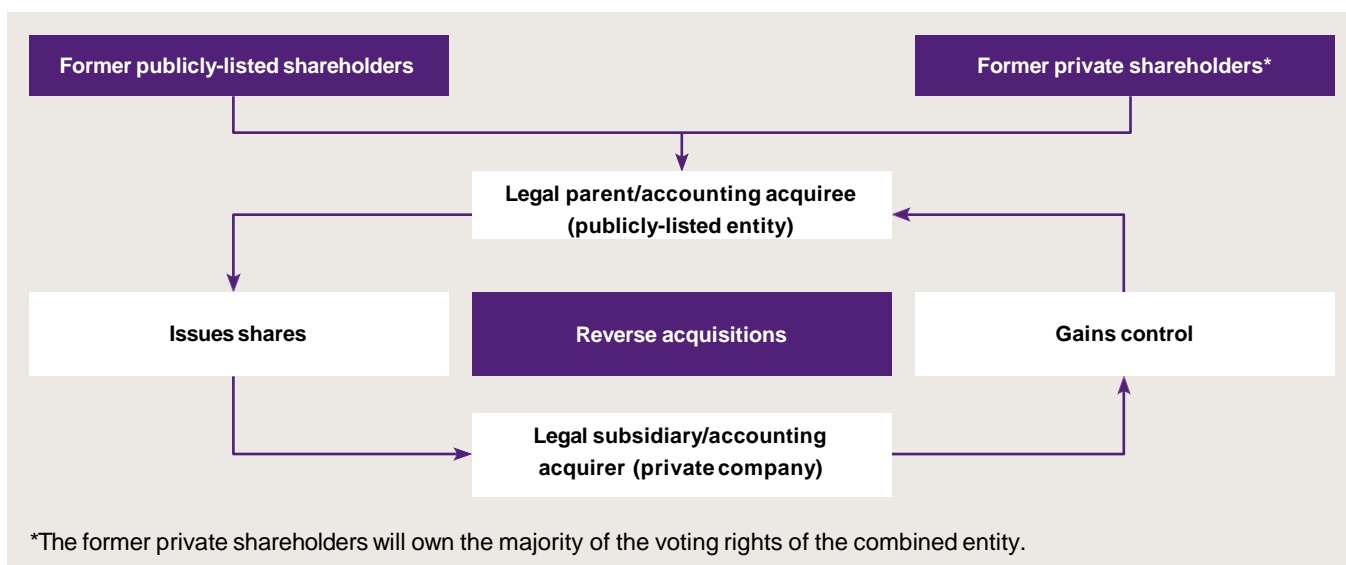 Former publicly-listed shareholders
Former private shareholders*
Legal parent/accounting acquiree
(publicly-listed entity)
Issues shares
Reverse acquisitions
Gains control
Legal subsidiary/accounting
acquirer (private company)
*The former private shareholders will own the majority of the voting rights of the combined entity.